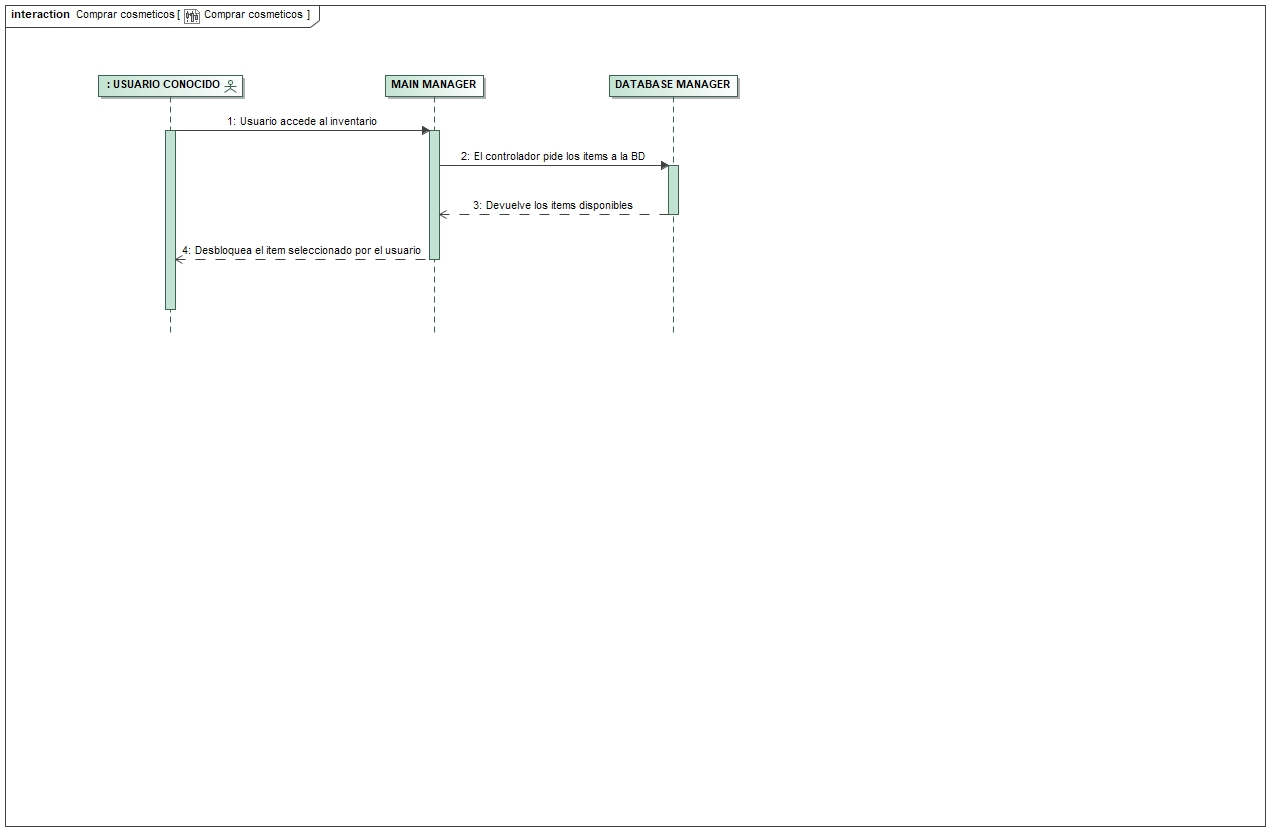 interaction Comprar cosmeticos [ Comprar cosmeticos ]
: USUARIO CONOCIDO
MAIN MANAGER
DATABASE MANAGER
1: Usuario accede al inventario
2: El controlador pide los items a la BD
3: Devuelve los items disponibles
4: Desbloquea el item seleccionado por el usuario